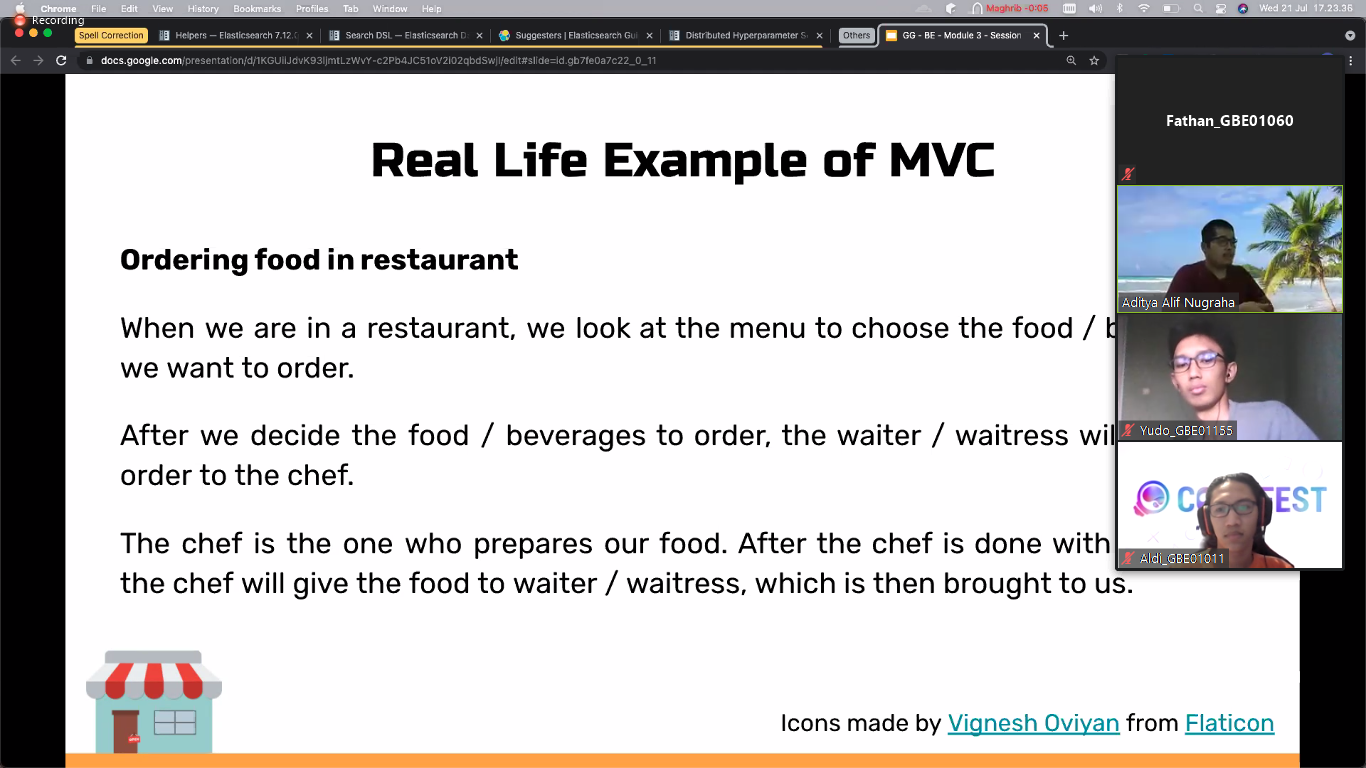 Chrome File Edit View History Bookmarks Profiles Tab Window Help
Maghrib -0:05
Wed 21 Jul 17.23.36
Recording
Spell Correction
Helpers — Elasticsearch 7.12.0
Search DSL — Elasticsearch D
Suggesters | Elasticsearch Gui
Distributed Hyperparameter S
Others
GG - BE - Module 3 - Session
docs.google.com/presentation/d/
/edit#slide=id.gb7fe0a7c22_0_11
Real Life Example of MVC
Ordering food in restaurant
When we are in a restaurant, we look at the menu to choose the food / b
we want to order.
After we decide the food / beverages to order, the waiter / waitress wil
order to the chef.
The chef is the one who prepares our food. After the chef is done with
the chef will give the food to waiter / waitress, which is then brought to us.
OPEN
Icons made by Vignesh Oviyan from Flaticon
Fathan_GBE01060
Aditya Alif Nugraha
Yudo_GBE01155
Aldi_GBE01011